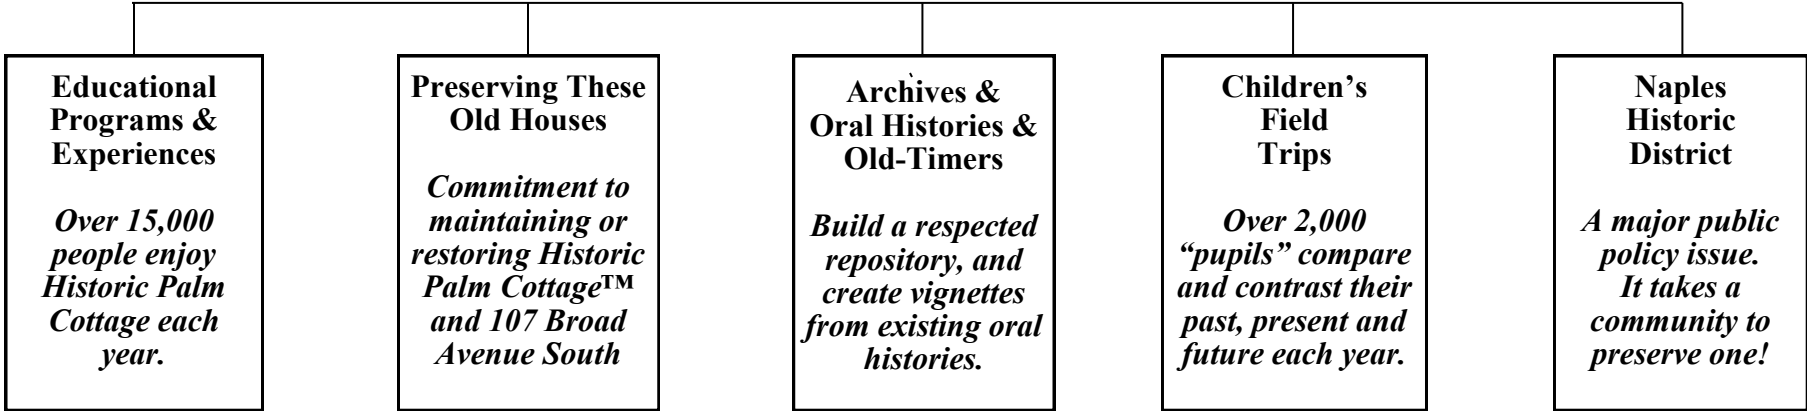 Educational
Programs &
Experiences
Over 15,000
people enjoy
Historic Palm
Cottage each
year.
Preserving These
Old Houses
Commitment to
maintaining or
restoring Historic
Palm Cottage™
and 107 Broad
Avenue South
`
Archives &
Oral Histories &
Old-Timers
Build a respected
repository, and
create vignettes
from existing oral
histories.
Children’s
Field
Trips
Over 2,000
“pupils” compare
and contrast their
past, present and
future each year.
Naples
Historic
District
A major public
policy issue.
It takes a
community to
preserve one!